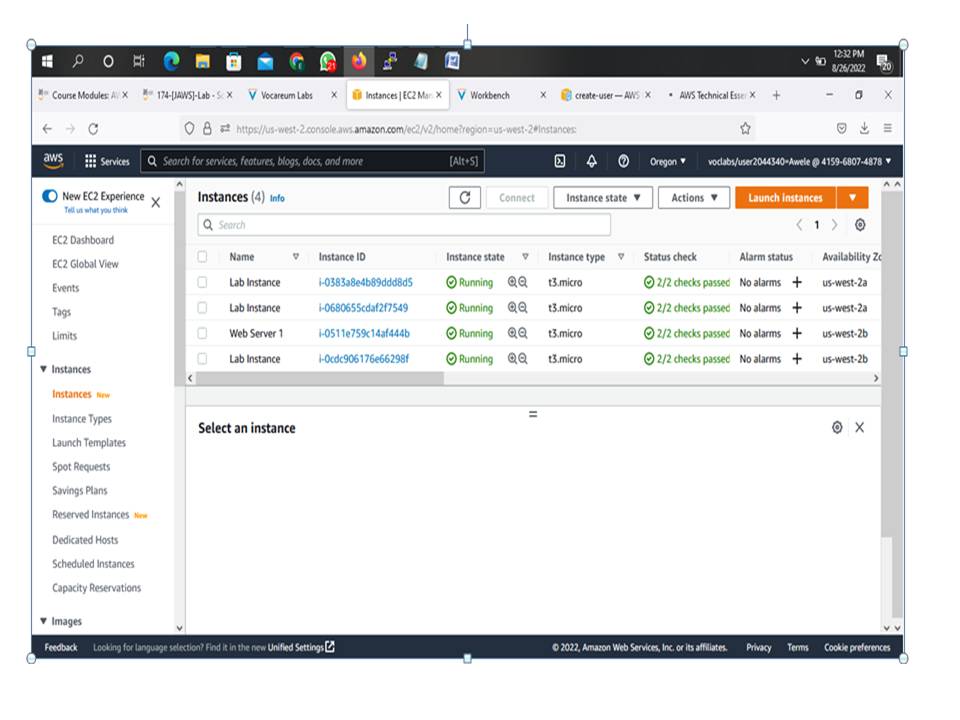 12:32 PM
8/26/2022
20
Course Modules: AW
174-[JAWS]-Lab - Sc
Vocareum Labs
Instances | EC2 Man
Workbench
create-user — AWS
AWS Technical Esser
https://us-west-2.console.aws.amazon.com/ec2/v2/home?region=us-west-2#Instances:
aws
Services
Search for services, features, blogs, docs, and more
[Alt+S]
Oregon
voclabs/user2044340=Awele @ 4159-6807-4878
New EC2 Experience
Tell us what you think
EC2 Dashboard
EC2 Global View
Events
Tags
Limits
Instances
Instances New
Instance Types
Launch Templates
Spot Requests
Savings Plans
Reserved Instances New
Dedicated Hosts
Scheduled Instances
Capacity Reservations
Images
Instances (4) Info
Connect
Instance state
Actions
Launch instances
Search
1
Name Instance ID Instance state Instance type Status check Alarm status Availability Zo
Lab Instance i-0383a8e4b89ddd8d5 Running t3.micro 2/2 checks passed No alarms + us-west-2a
Lab Instance i-0680655cdaf2f7549 Running t3.micro 2/2 checks passed No alarms + us-west-2a
Web Server 1 i-0511e759c14af444b Running t3.micro 2/2 checks passed No alarms + us-west-2b
Lab Instance i-0cdc906176e66298f Running t3.micro 2/2 checks passed No alarms + us-west-2b
Select an instance
Feedback
Looking for language selection? Find it in the new Unified Settings
© 2022, Amazon Web Services, Inc. or its affiliates.
Privacy
Terms
Cookie preferences